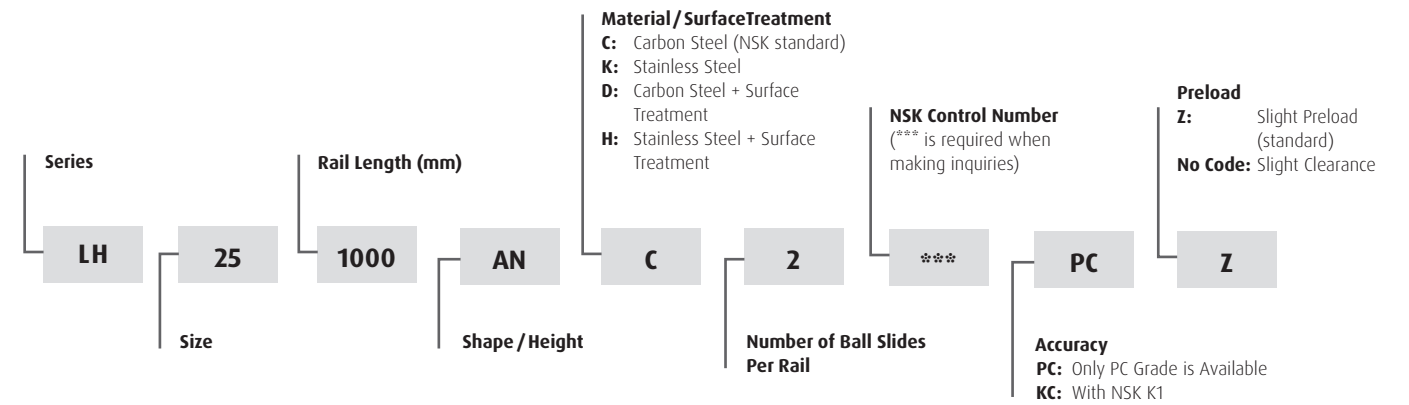 Material / SurfaceTreatment
C: Carbon Steel (NSK standard)
K: Stainless Steel
D: Carbon Steel + Surface
Treatment
H: Stainless Steel + Surface
Treatment
NSK Control Number
(*** is required when
making inquiries)
Preload
Z: Slight Preload
(standard)
No Code: Slight Clearance
Series
Rail Length (mm)
LH
25
1000
AN
C
2
***
PC
Z
Size
Shape / Height
Number of Ball Slides
Per Rail
Accuracy
PC: Only PC Grade is Available
KC: With NSK K1